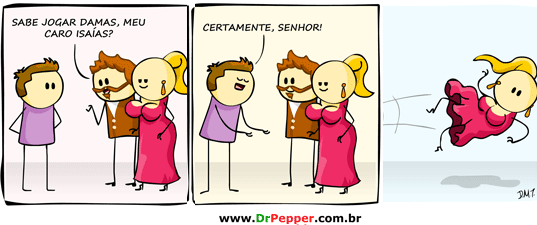 SABE JOGAR DAMAS, MEU
CARO ISAÍAS?
CERTAMENTE, SENHOR!
D.M.T.
www.DrPepper.com.br